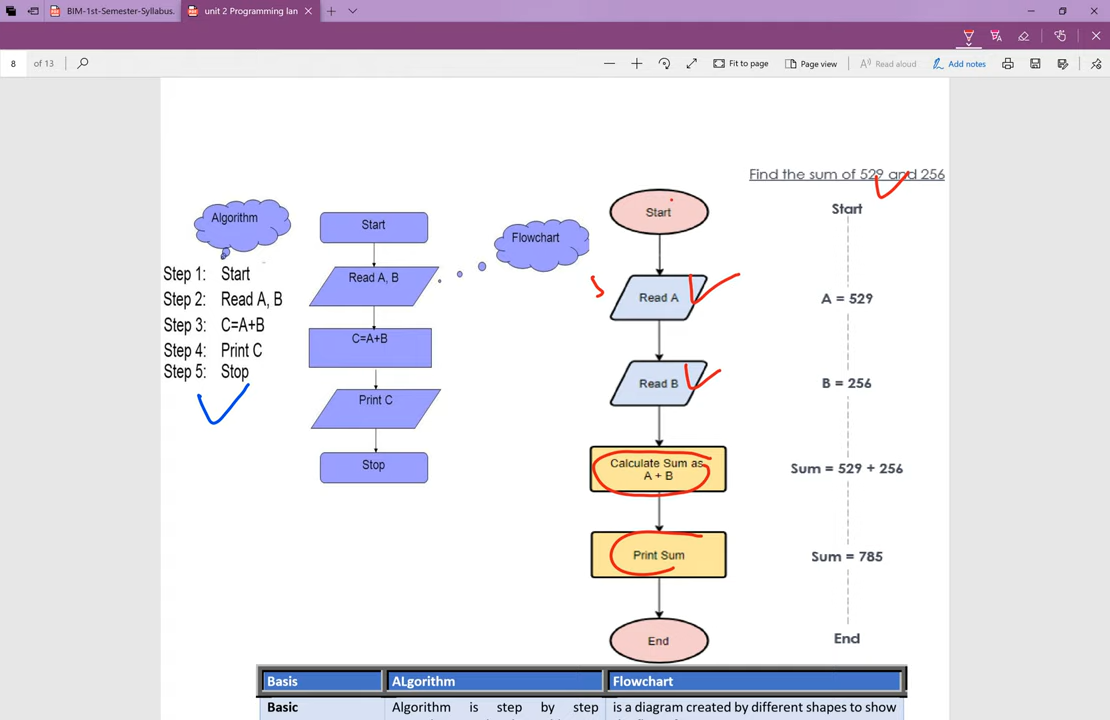 BIM-1st-Semester-Syllabus.
unit 2 Programming lan
8 of 13
Fit to page
Page view
Read aloud
Add notes
Find the sum of 529 and 256
Algorithm
Step 1: Start
Step 2: Read A, B
Step 3: C=A+B
Step 4: Print C
Step 5: Stop
Start
Read A, B
C=A+B
Print C
Stop
Flowchart
Start
Read A
Read B
Calculate Sum as
A + B
Print Sum
End
Start
A = 529
B = 256
Sum = 529 + 256
Sum = 785
End
Basis ALgorithm Flowchart
Basic Algorithm is step by step is a diagram created by different shapes to show